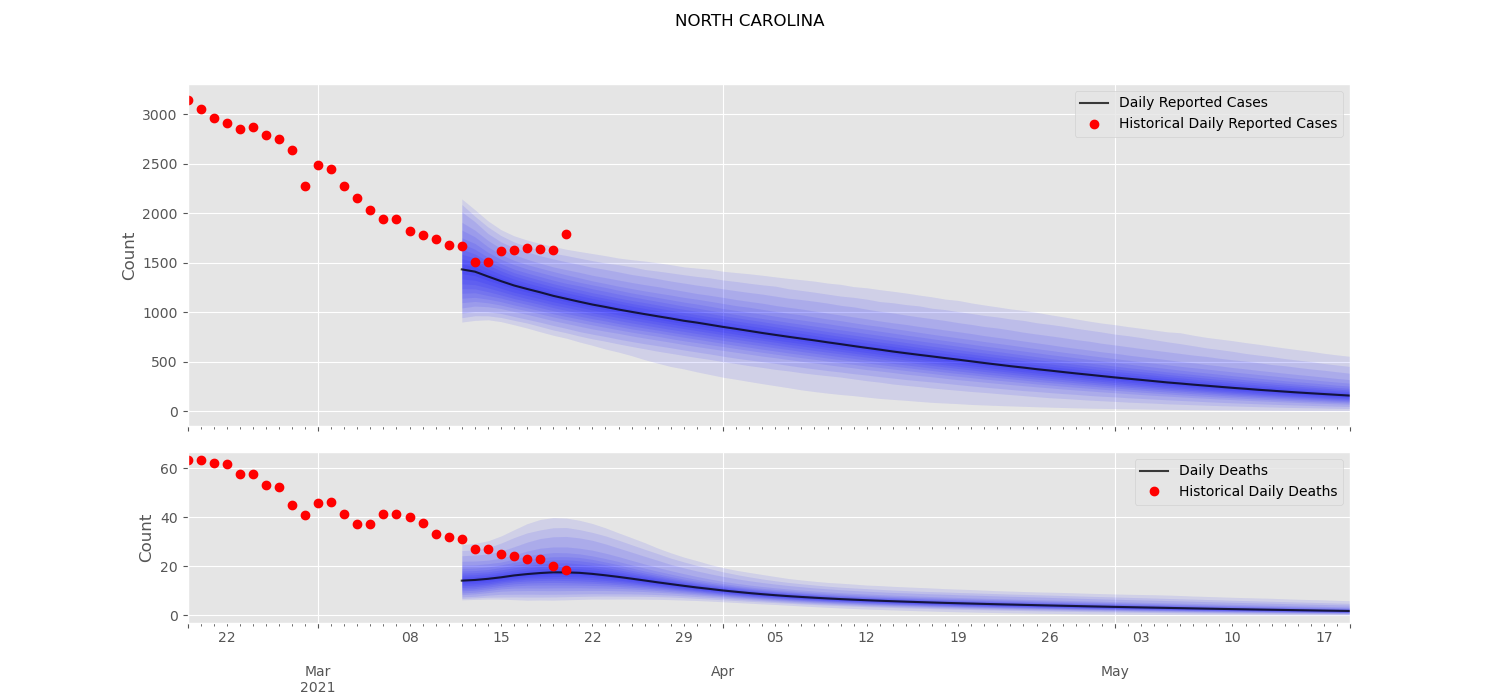 NORTH CAROLINA
Daily Reported Cases
Historical Daily Reported Cases
Count
3000
2500
2000
1500
1000
500
0
Daily Deaths
Historical Daily Deaths
Count
60
40
20
0
22 08 15 22 29 05 12 19 26 03 10 17
Mar Apr May
2021